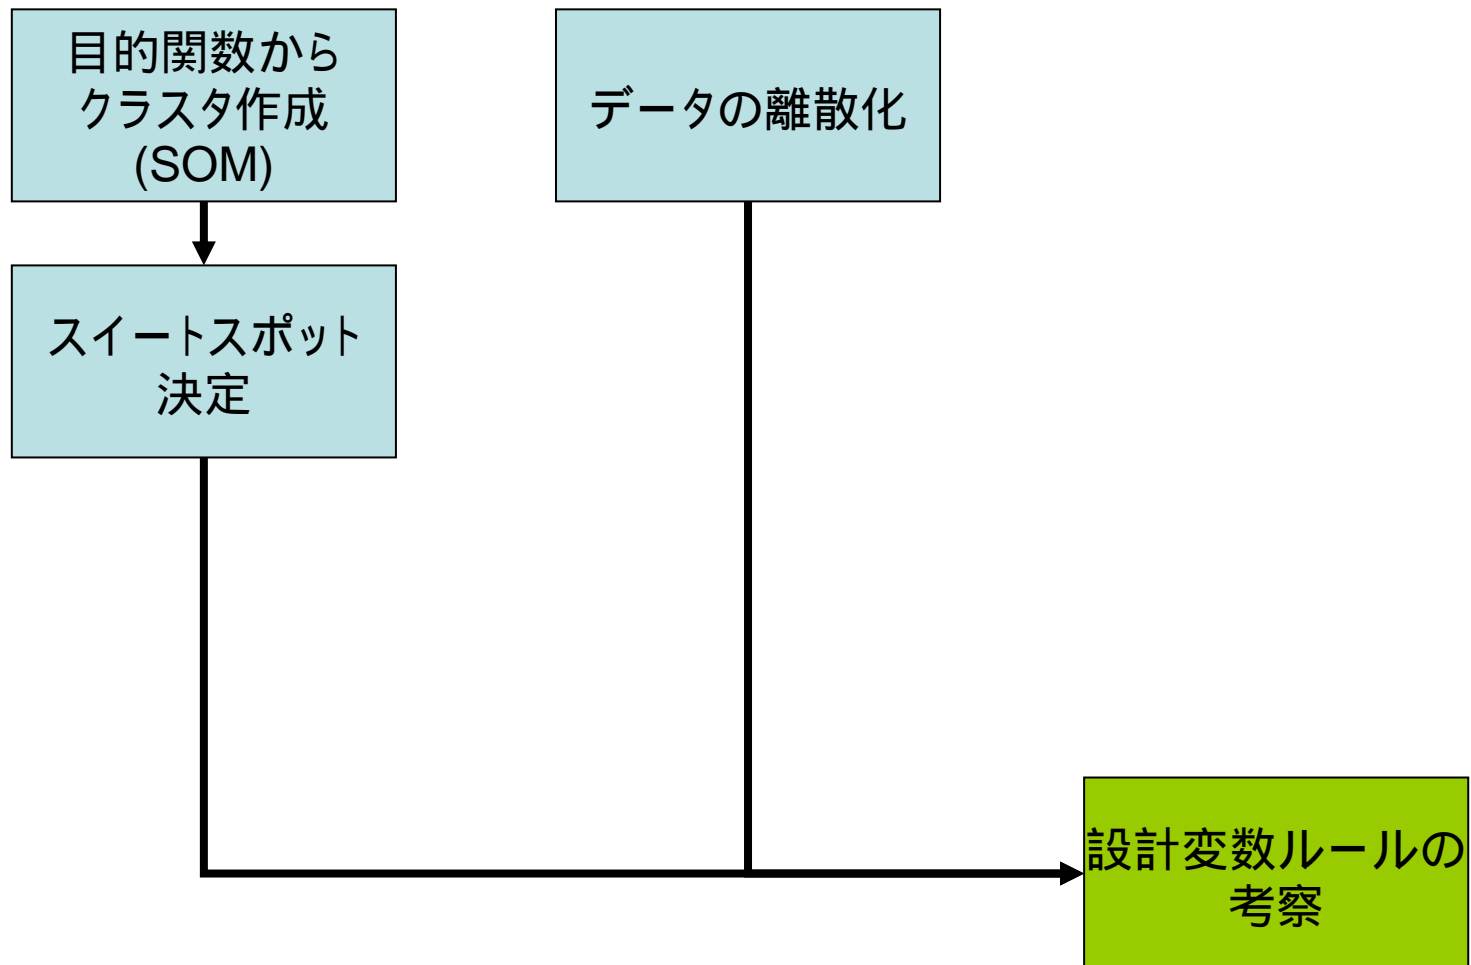 目的関数から
クラスタ作成
(SOM)
データの離散化
スイートスポット
決定
設計変数ルールの
考察